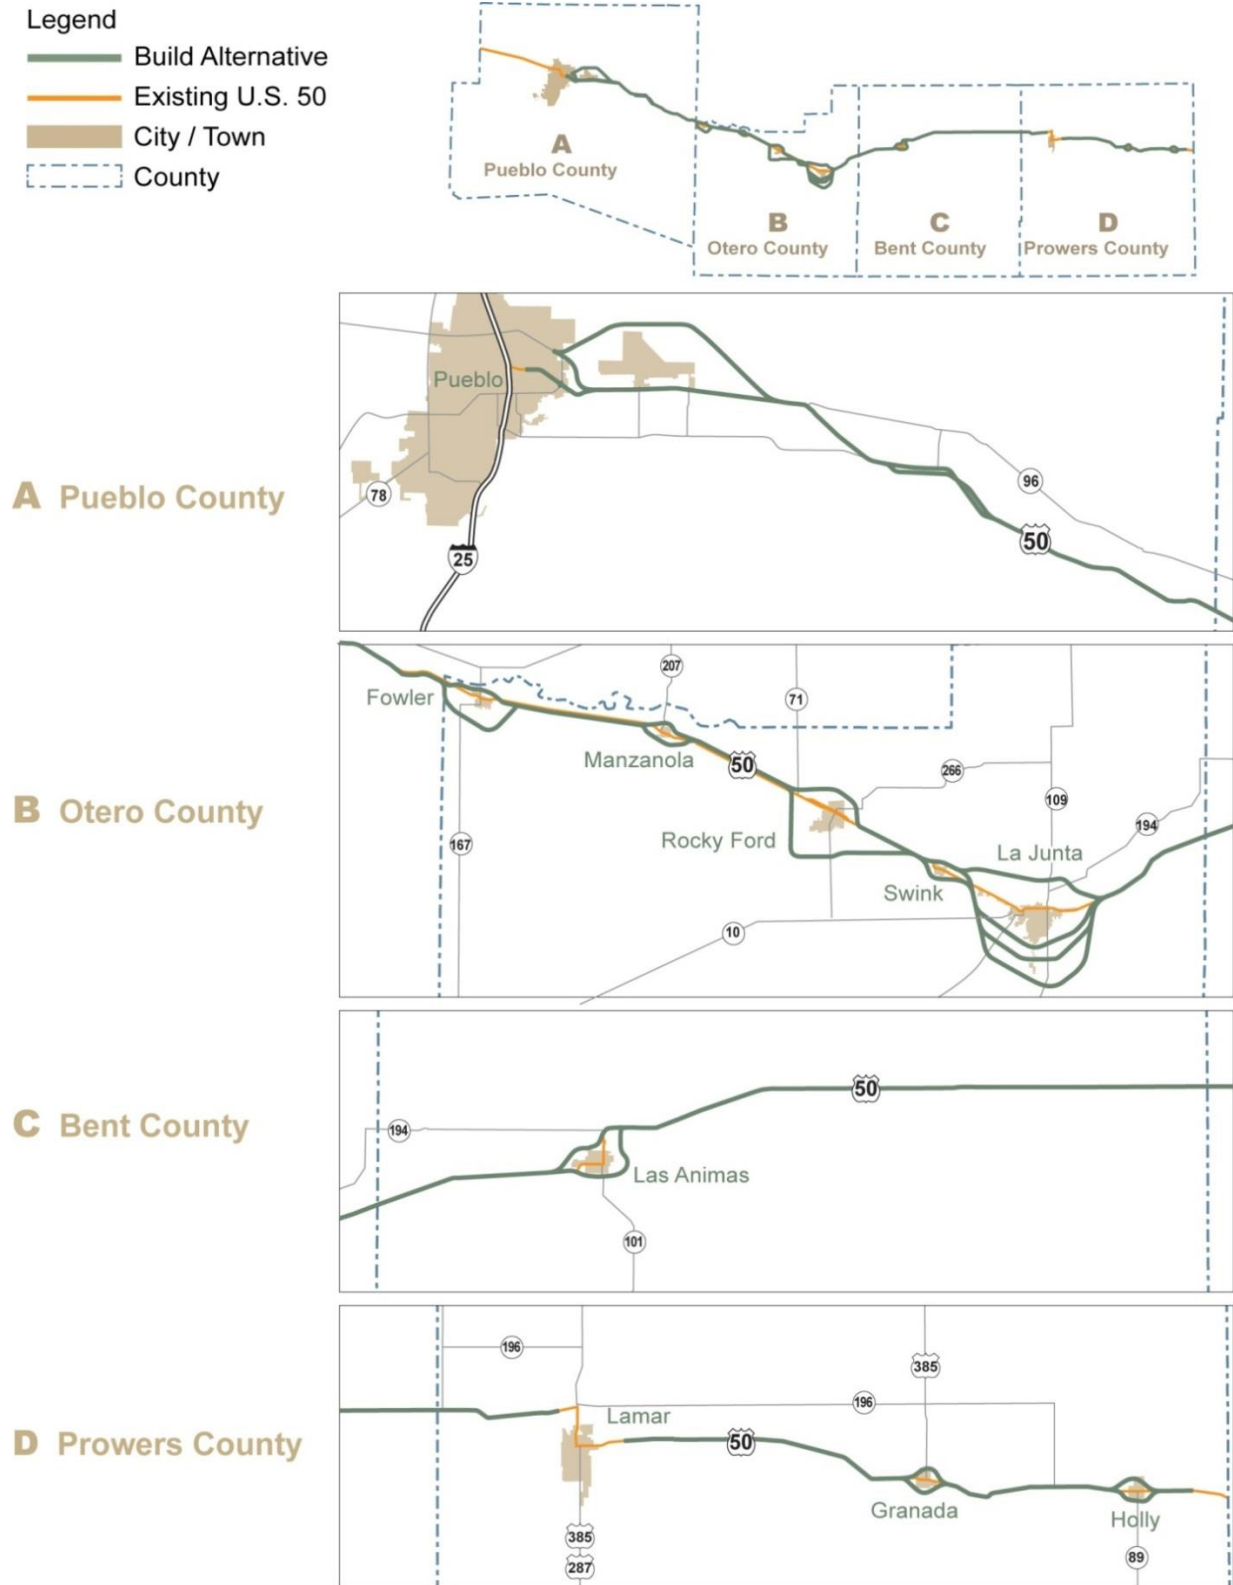 Legend
Build Alternative
Existing U.S. 50
City / Town
County
A
Pueblo County
B
Otero County
C
Bent County
D
Prowers County
A Pueblo County
Pueblo
78
25
96
50
B Otero County
Fowler
207
71
Manzanola
50
266
109
194
167
Rocky Ford
La Junta
Swink
10
C Bent County
50
194
Las Animas
101
D Prowers County
196
385
196
Lamar
50
Granada
Holly
385
287
89